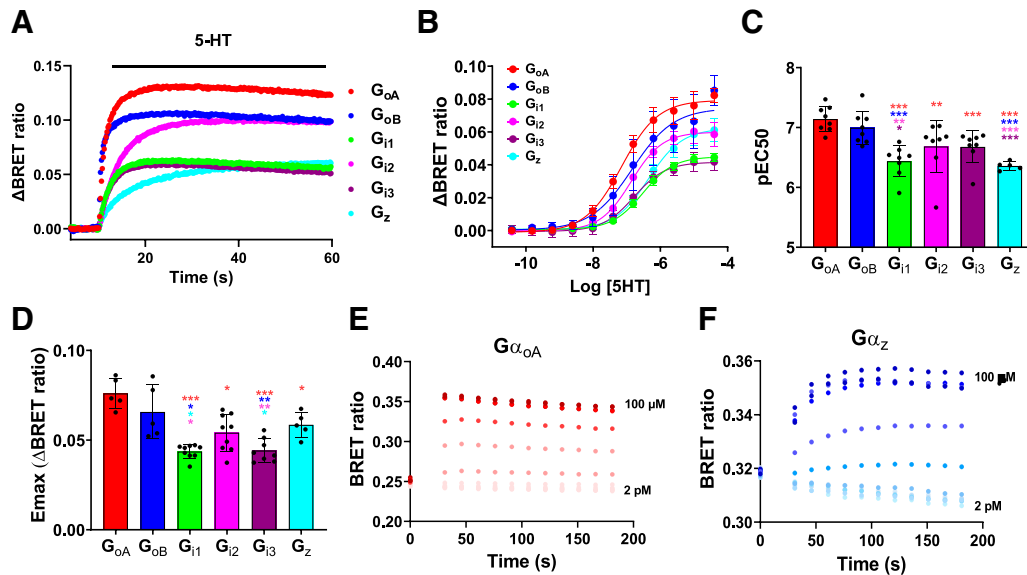 A
5-HT
ΔBRET ratio
0.15
0.10
0.05
0.00
20
40
60
Time (s)
GoA
GoB
Gi1
Gi2
Gi3
Gz
B
ΔBRET ratio
0.10
0.08
0.06
0.04
0.02
0.00
-10
-8
-6
-4
Log [5HT]
GoA
GoB
Gi1
Gi2
Gi3
Gz
C
pEC50
8
7
6
5
***
***
**
*
**
***
***
***
***
***
GoA
GoB
Gi1
Gi2
Gi3
Gz
D
Emax (ΔBRET ratio)
0.10
0.05
0.00
***
*
*
*
*
***
**
**
*
*
GoA
GoB
Gi1
Gi2
Gi3
Gz
E
GαoA
BRET ratio
0.40
0.35
0.30
0.25
0.20
100 µM
2 pM
0
50
100
150
200
Time (s)
F
Gαz
BRET ratio
0.36
0.34
0.32
0.30
100 µM
2 pM
0
50
100
150
200
Time (s)